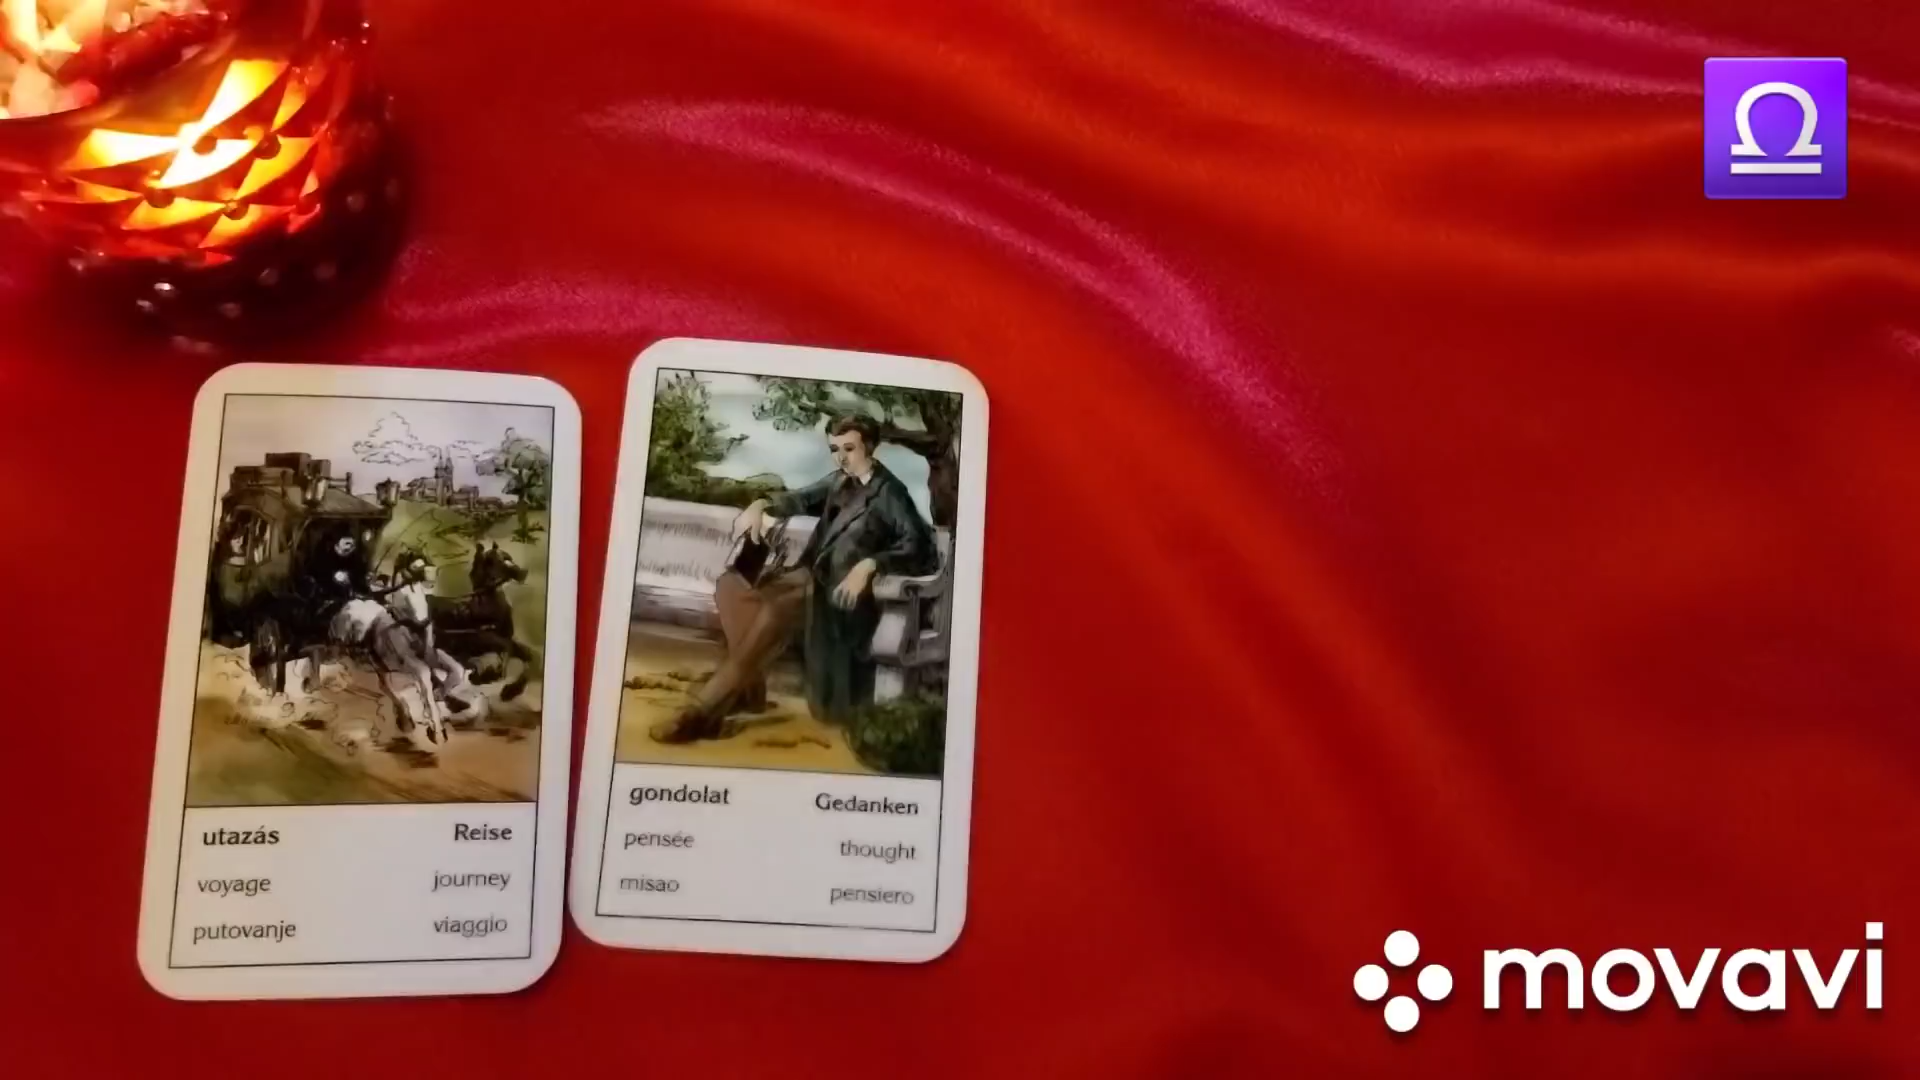 utazás Reise
voyage journey
putovanje viaggio
gondolat Gedanken
pensée thought
misao pensiero
movavi